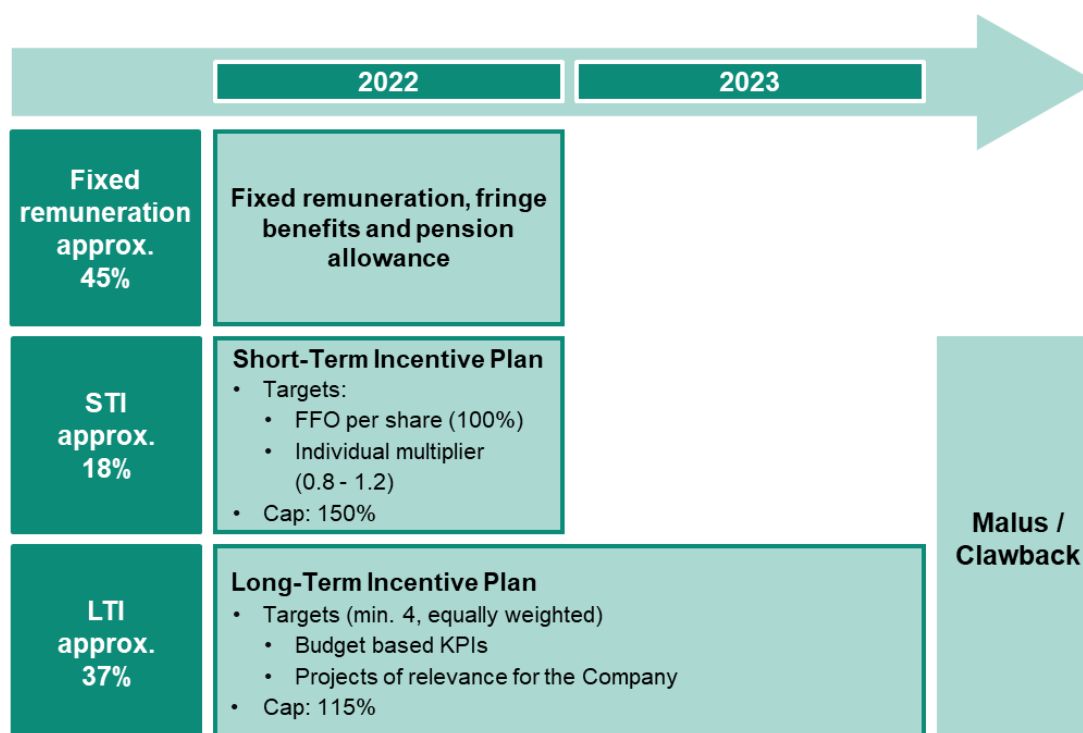 2022
2023
Fixed
remuneration
approx.
45%
Fixed remuneration, fringe
benefits and pension
allowance
STI
approx.
18%
Short-Term Incentive Plan
• Targets:
• FFO per share (100%)
• Individual multiplier
(0.8 - 1.2)
• Cap: 150%
LTI
approx.
37%
Long-Term Incentive Plan
• Targets (min. 4, equally weighted)
• Budget based KPIs
• Projects of relevance for the Company
• Cap: 115%
Malus /
Clawback